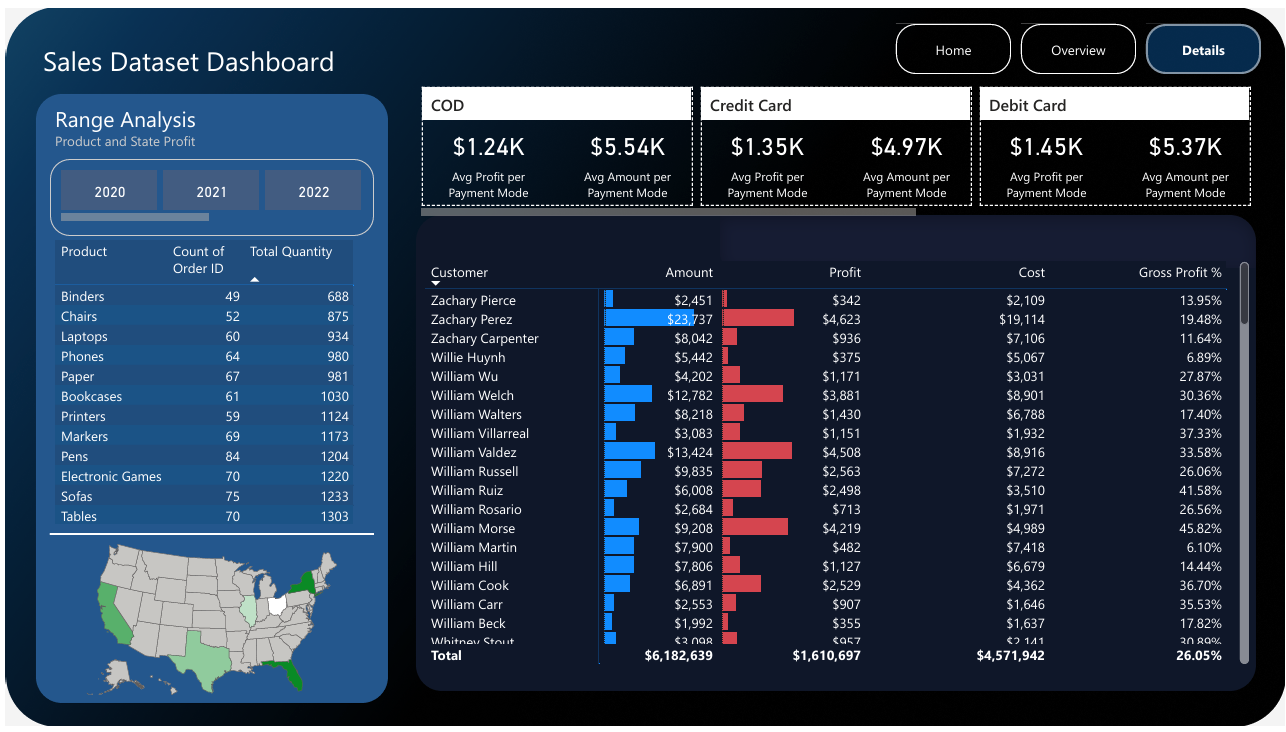 Sales Dataset Dashboard
Home Overview Details
Range Analysis
Product and State Profit
2020 2021 2022
Product Count of Order ID Total Quantity
Binders 49 688
Chairs 52 875
Laptops 60 934
Phones 64 980
Paper 67 981
Bookcases 61 1030
Printers 59 1124
Markers 69 1173
Pens 84 1204
Electronic Games 70 1220
Sofas 75 1233
Tables 70 1303
COD
$1.24K $5.54K
Avg Profit per Avg Amount per
Payment Mode Payment Mode
Credit Card
$1.35K $4.97K
Avg Profit per Avg Amount per
Payment Mode Payment Mode
Debit Card
$1.45K $5.37K
Avg Profit per Avg Amount per
Payment Mode Payment Mode
Customer Amount Profit Cost Gross Profit %
Zachary Pierce $2,451 $342 $2,109 13.95%
Zachary Perez $23,737 $4,623 $19,114 19.48%
Zachary Carpenter $8,042 $936 $7,106 11.64%
Willie Huynh $5,442 $375 $5,067 6.89%
William Wu $4,202 $1,171 $3,031 27.87%
William Welch $12,782 $3,881 $8,901 30.36%
William Walters $8,218 $1,430 $6,788 17.40%
William Villarreal $3,083 $1,151 $1,932 37.33%
William Valdez $13,424 $4,508 $8,916 33.58%
William Russell $9,835 $2,563 $7,272 26.06%
William Ruiz $6,008 $2,498 $3,510 41.58%
William Rosario $2,684 $713 $1,971 26.56%
William Morse $9,208 $4,219 $4,989 45.82%
William Martin $7,900 $482 $7,418 6.10%
William Hill $7,806 $1,127 $6,679 14.44%
William Cook $6,891 $2,529 $4,362 36.70%
William Carr $2,553 $907 $1,646 35.53%
William Beck $1,992 $355 $1,637 17.82%
Whitney Stout $3,098 $957 $2,141 30.89%
Total $6,182,639 $1,610,697 $4,571,942 26.05%